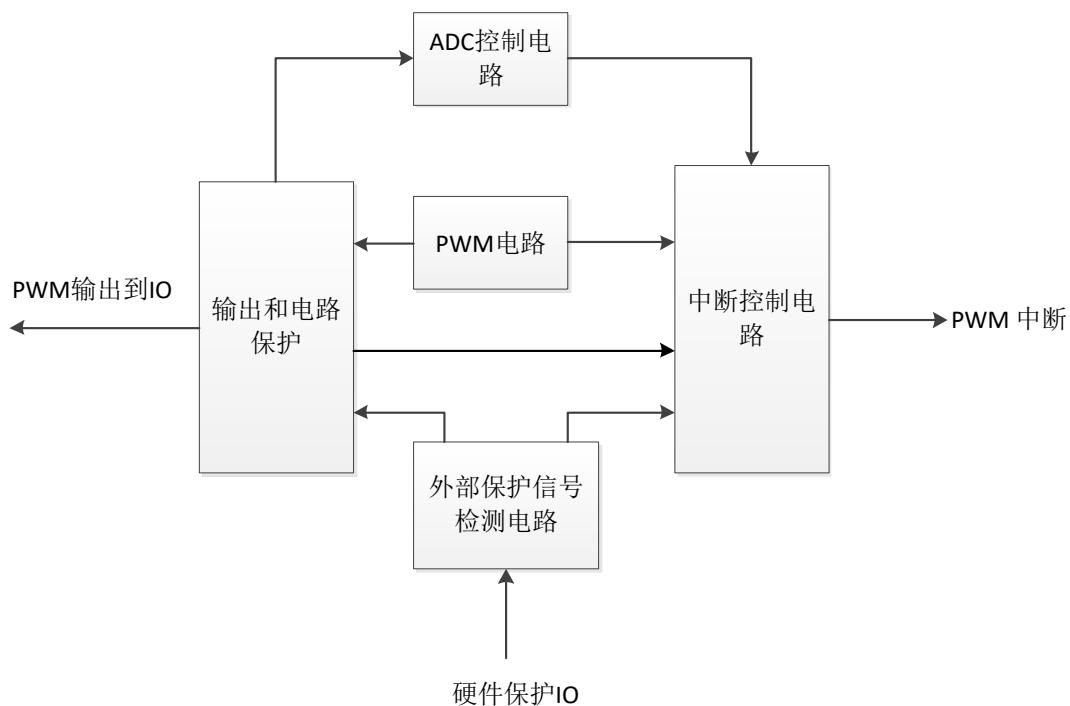 ADC控制电
路
PWM电路
PWM输出到IO
输出和电路
保护
中断控制电
路
PWM 中断
外部保护信号
检测电路
硬件保护IO